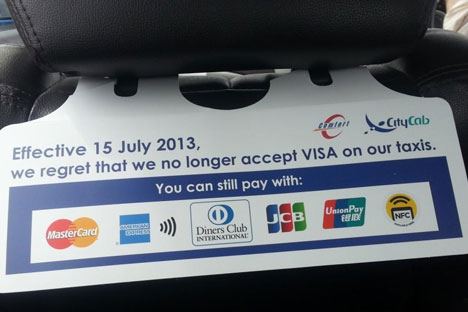 Comfort CityCab
Effective 15 July 2013,
we regret that we no longer accept VISA on our taxis.
You can still pay with:
MasterCard AMERICAN EXPRESS Diners Club INTERNATIONAL JCB UnionPay 银联 NFC